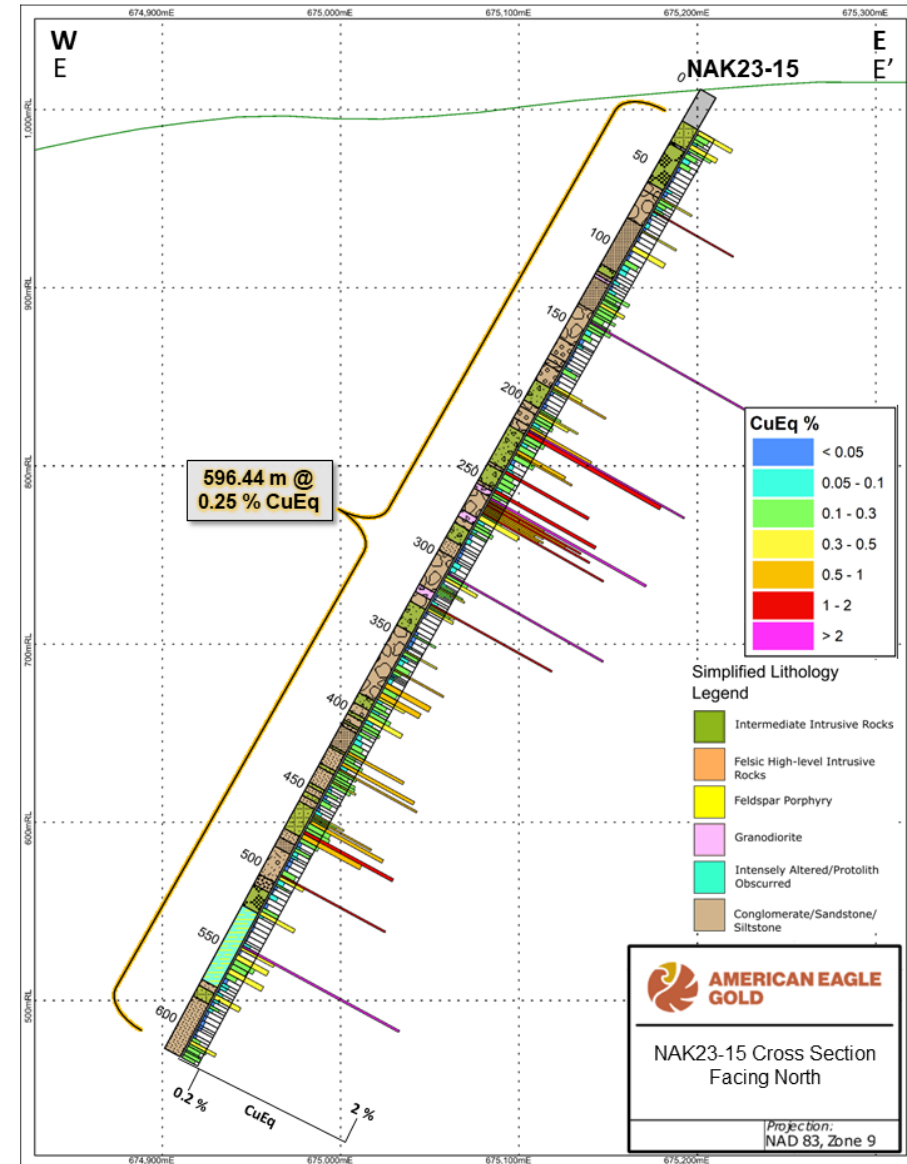 674,900mE
675,000mE
675,100mE
675,200mE
675,300mE
W
E
E
E'
0
NAK23-15
1,000mRL
50
100
900mRL
150
200
800mRL
250
596.44 m @
0.25 % CuEq
300
700mRL
350
400
450
600mRL
500
550
500mRL
600
0.2 %
CuEq
2 %
CuEq %
< 0.05
0.05 - 0.1
0.1 - 0.3
0.3 - 0.5
0.5 - 1
1 - 2
> 2
Simplified Lithology
Legend
Intermediate Intrusive Rocks
Felsic High-level Intrusive
Rocks
Feldspar Porphyry
Granodiorite
Intensely Altered/Protolith
Obscurred
Conglomerate/Sandstone/
Siltstone
AMERICAN EAGLE
GOLD
NAK23-15 Cross Section
Facing North
Projection:
NAD 83, Zone 9
674,900mE
675,000mE
675,100mE
675,200mE